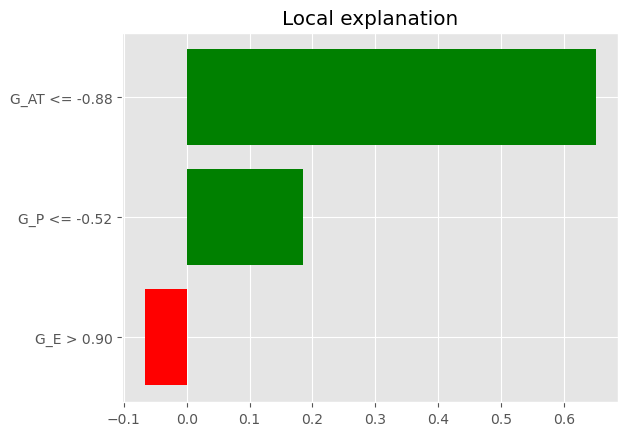 Local explanation
G_AT <= -0.88
G_P <= -0.52
G_E > 0.90
-0.1 0.0 0.1 0.2 0.3 0.4 0.5 0.6